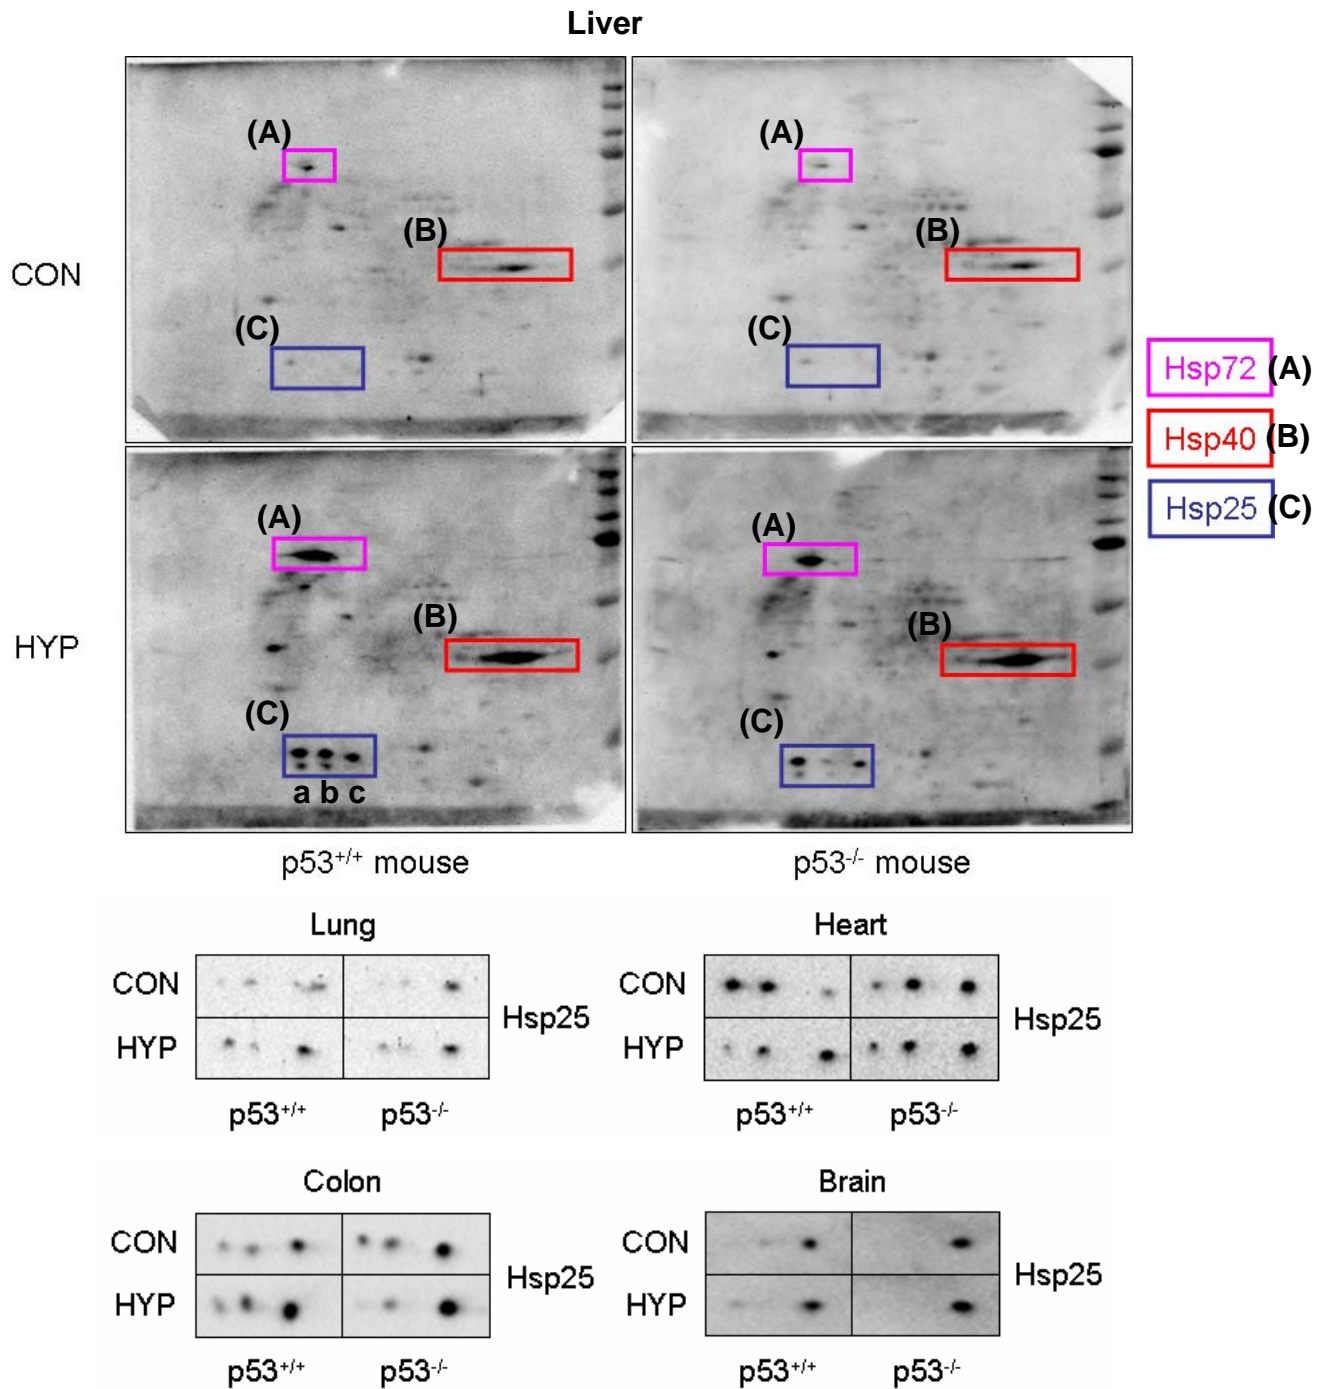 Liver
(A)
(A)
(B)
(B)
CON
(C)
(C)
Hsp72 (A)
Hsp40 (B)
Hsp25 (C)
(A)
(A)
(B)
(B)
HYP
(C)
(C)
a b c
p53+/+ mouse
p53-/- mouse
Lung
Heart
CON
CON
Hsp25
Hsp25
HYP
HYP
p53+/+
p53-/-
p53+/+
p53-/-
Colon
Brain
CON
CON
Hsp25
Hsp25
HYP
HYP
p53+/+
p53-/-
p53+/+
p53-/-